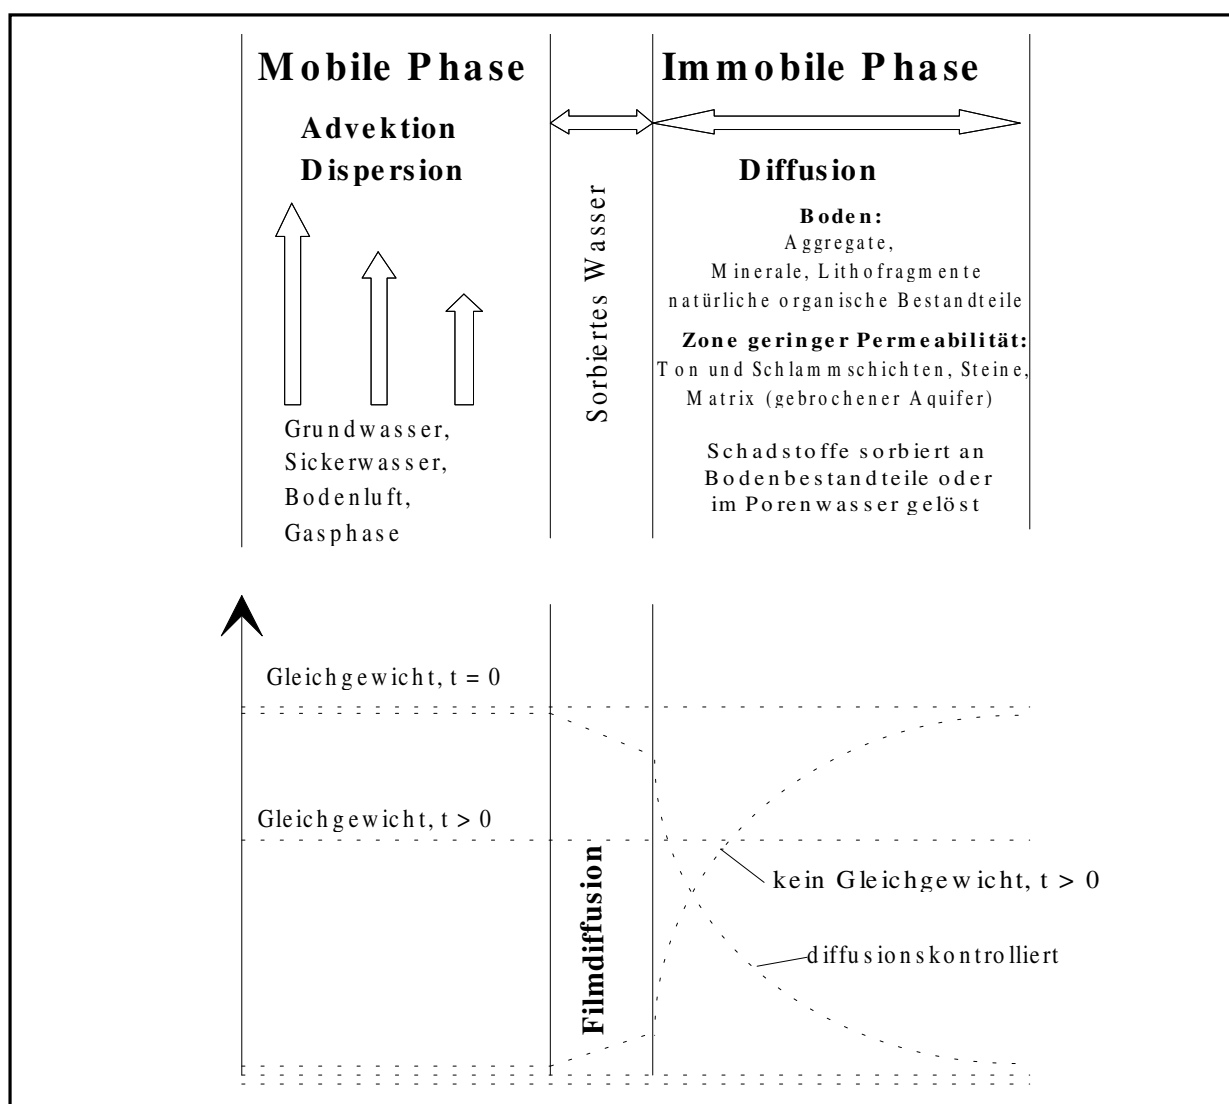 Mobile Phase
Immobile Phase
Advektion
Dispersion
Grundwasser,
Sickerwasser,
Bodenluft,
Gasphase
Sorbiertes Wasser
Diffusion
Boden:
Aggregate,
Minerale, Lithofragmente
natürliche organische Bestandteile
Zone geringer Permeabilität:
Ton und Schlammschichten, Steine,
Matrix (gebrochener Aquifer)
Schadstoffe sorbiert an
Bodenbestandteile oder
im Porenwasser gelöst
Gleichgewicht, t = 0
Gleichgewicht, t > 0
Filmdiffusion
kein Gleichgewicht, t > 0
diffusionskontrolliert